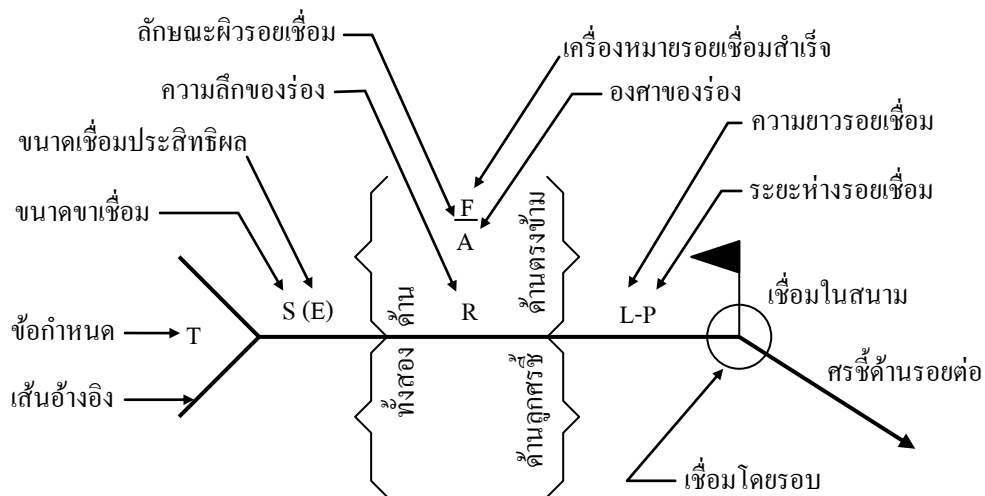 ลักษณะผิวรอยเชื่อม
เครื่องหมายรอยเชื่อมสำเร็จ
ความลึกของร่อง
องศาของร่อง
ขนาดเชื่อมประสิทธิผล
ความยาวรอยเชื่อม
ขนาดขาเชื่อม
ระยะห่างรอยเชื่อม
F
A
S (E)
R
L-P
ด้านตรงข้าม
ด้าน
ทั้งสอง
ด้านลูกศรชี้
เชื่อมในสนาม
ข้อกำหนด
T
เส้นอ้างอิง
ศรชี้ด้านรอยต่อ
เชื่อมโดยรอบ